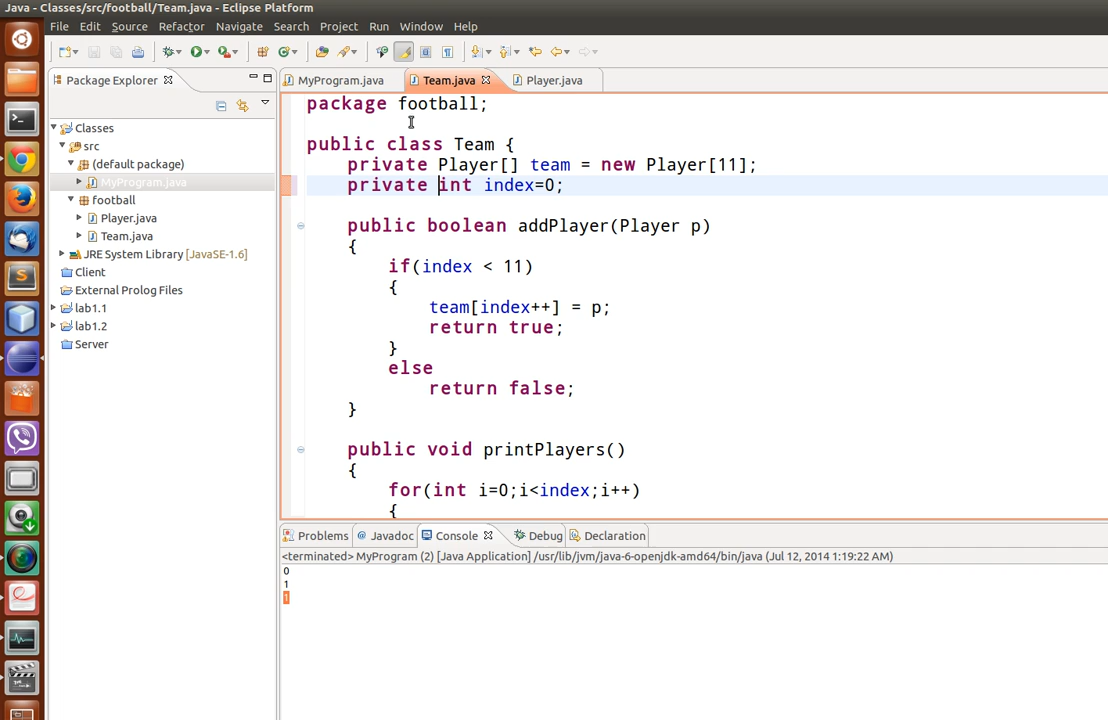 Java - Classes/src/football/Team.java - Eclipse Platform
File Edit Source Refactor Navigate Search Project Run Window Help
Package Explorer
MyProgram.java Team.java Player.java
Classes
src
(default package)
MyProgram.java
football
Player.java
Team.java
JRE System Library [JavaSE-1.6]
Client
External Prolog Files
lab1.1
lab1.2
Server
package football;
public class Team {
private Player[] team = new Player[11];
private int index=0;
public boolean addPlayer(Player p)
{
if(index < 11)
{
team[index++] = p;
return true;
}
else
return false;
}
public void printPlayers()
{
for(int i=0;i<index;i++)
{
Problems Javadoc Console Debug Declaration
<terminated> MyProgram (2) [Java Application] /usr/lib/jvm/java-6-openjdk-amd64/bin/java (Jul 12, 2014 1:19:22 AM)
0
1
1